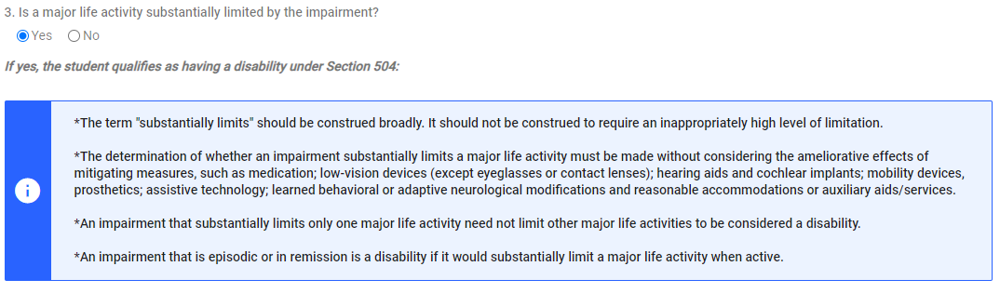 3. Is a major life activity substantially limited by the impairment?
Yes No
If yes, the student qualifies as having a disability under Section 504:
*The term "substantially limits" should be construed broadly. It should not be construed to require an inappropriately high level of limitation.
*The determination of whether an impairment substantially limits a major life activity must be made without considering the ameliorative effects of
mitigating measures, such as medication; low-vision devices (except eyeglasses or contact lenses); hearing aids and cochlear implants; mobility devices,
prosthetics; assistive technology; learned behavioral or adaptive neurological modifications and reasonable accommodations or auxiliary aids/services.
*An impairment that substantially limits only one major life activity need not limit other major life activities to be considered a disability.
*An impairment that is episodic or in remission is a disability if it would substantially limit a major life activity when active.